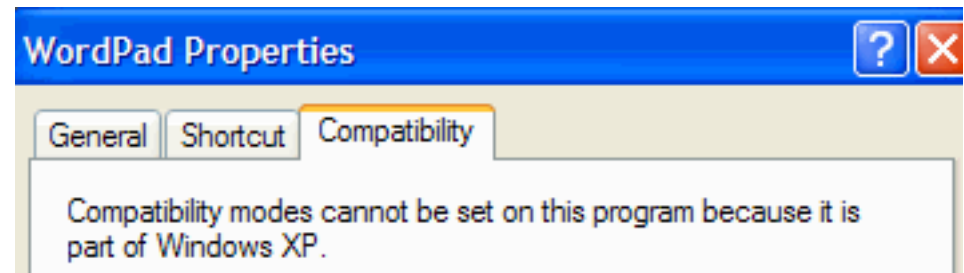 WordPad Properties
General Shortcut Compatibility
Compatibility modes cannot be set on this program because it is
part of Windows XP.